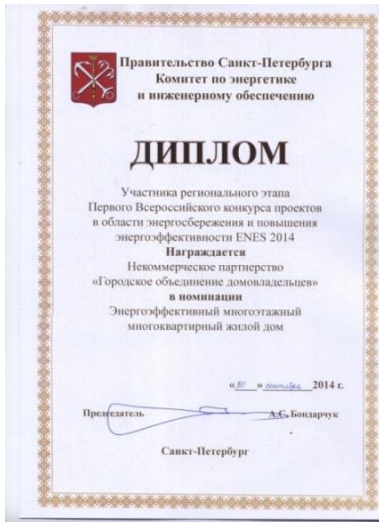 Правительство Санкт-Петербурга
Комитет по энергетике
и инженерному обеспечению
ДИПЛОМ
Участника регионального этапа
Первого Всероссийского конкурса проектов
в области энергосбережения и повышения
энергоэффективности ENES 2014
Награждается
Некоммерческое партнерство
«Городское объединение домовладельцев»
в номинации
Энергоэффективный многоэтажный
многоквартирный жилой дом
«30» сентября 2014 г.
Председатель А.С. Бондарчук
Санкт-Петербург